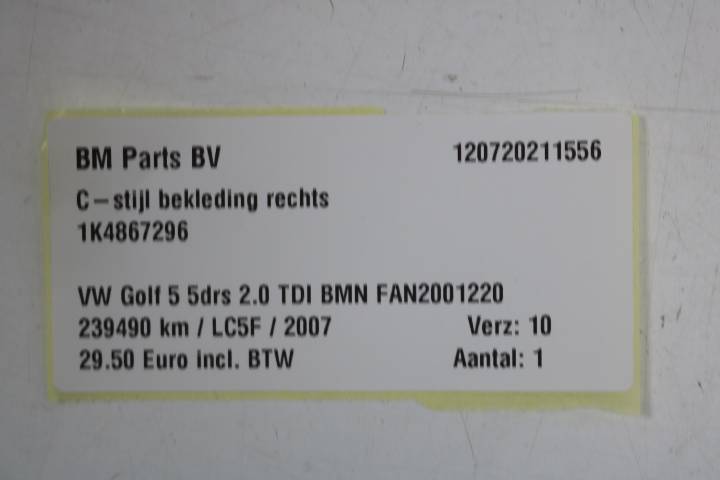 BM Parts BV 120720211556
C-stijl bekleding rechts
1K4867296
VW Golf 5 5drs 2.0 TDI BMN FAN2001220
239490 km / LC5F / 2007 Verz: 10
29.50 Euro incl. BTW Aantal: 1